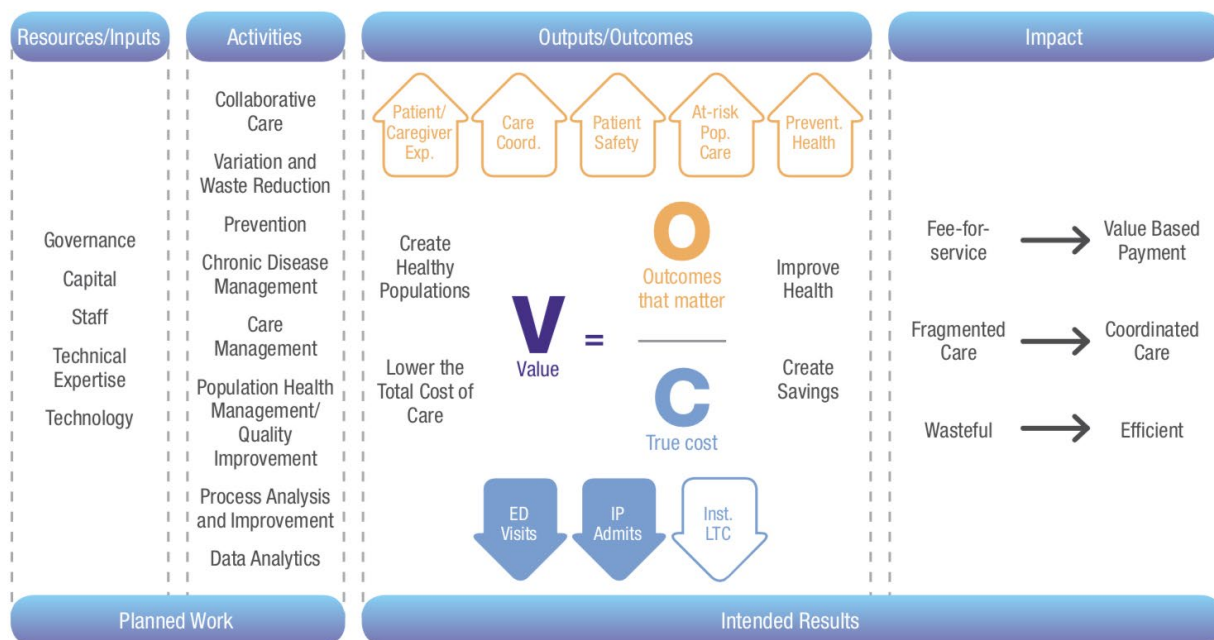 Resources/Inputs
Activities
Outputs/Outcomes
Impact
Governance
Capital
Staff
Technical
Expertise
Technology
Collaborative
Care
Variation and
Waste Reduction
Prevention
Chronic Disease
Management
Care
Management
Population Health
Management/
Quality
Improvement
Process Analysis
and Improvement
Data Analytics
Patient/
Caregiver
Exp.
Care
Coord.
Patient
Safety
At-risk
Pop.
Care
Prevent.
Health
Create
Healthy
Populations
Lower the
Total Cost of
Care
V
Value
=
O
Outcomes
that matter
C
True cost
Improve
Health
Create
Savings
ED
Visits
IP
Admits
Inst.
LTC
Fee-for-
service
Value Based
Payment
Fragmented
Care
Coordinated
Care
Wasteful
Efficient
Planned Work
Intended Results